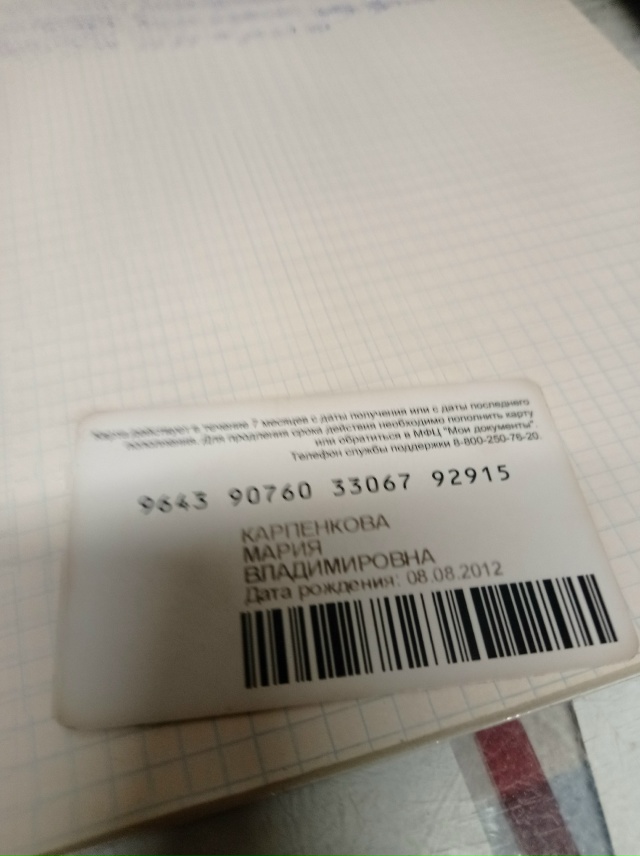 Карта действует в течение 7 месяцев с даты получения или с даты последнего
пополнения. Для продления срока действия необходимо пополнить карту
или обратиться в МФЦ "Мои документы".
Телефон службы поддержки 8-800-250-76-20.
9643 90760 33067 92915
КАРПЕНКОВА
МАРИЯ
ВЛАДИМИРОВНА
Дата рождения: 08.08.2012